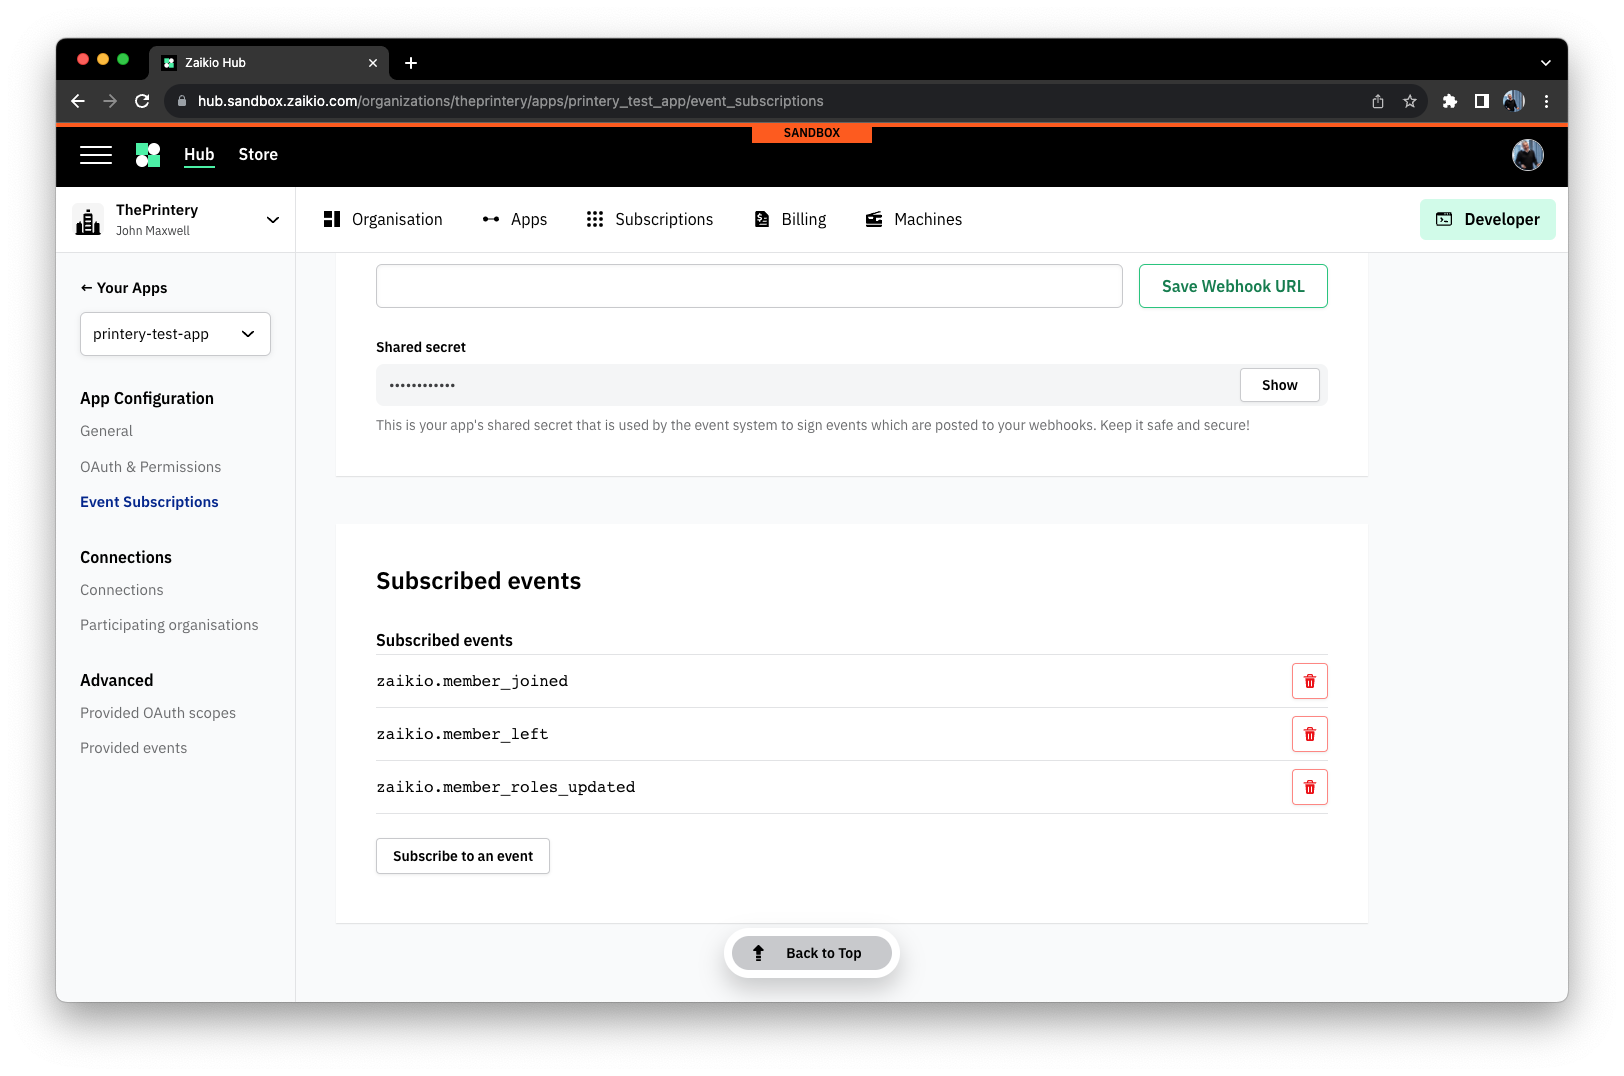 Zaikio Hub
hub.sandbox.zaikio.com/organizations/theprintery/apps/printery_test_app/event_subscriptions
SANDBOX
Hub Store
ThePrintery
John Maxwell
Organisation Apps Subscriptions Billing Machines Developer
← Your Apps
printery-test-app
App Configuration
General
OAuth & Permissions
Event Subscriptions
Connections
Connections
Participating organisations
Advanced
Provided OAuth scopes
Provided events
Save Webhook URL
Shared secret
••••••••••••
Show
This is your app's shared secret that is used by the event system to sign events which are posted to your webhooks. Keep it safe and secure!
Subscribed events
Subscribed events
zaikio.member_joined
zaikio.member_left
zaikio.member_roles_updated
Subscribe to an event
Back to Top